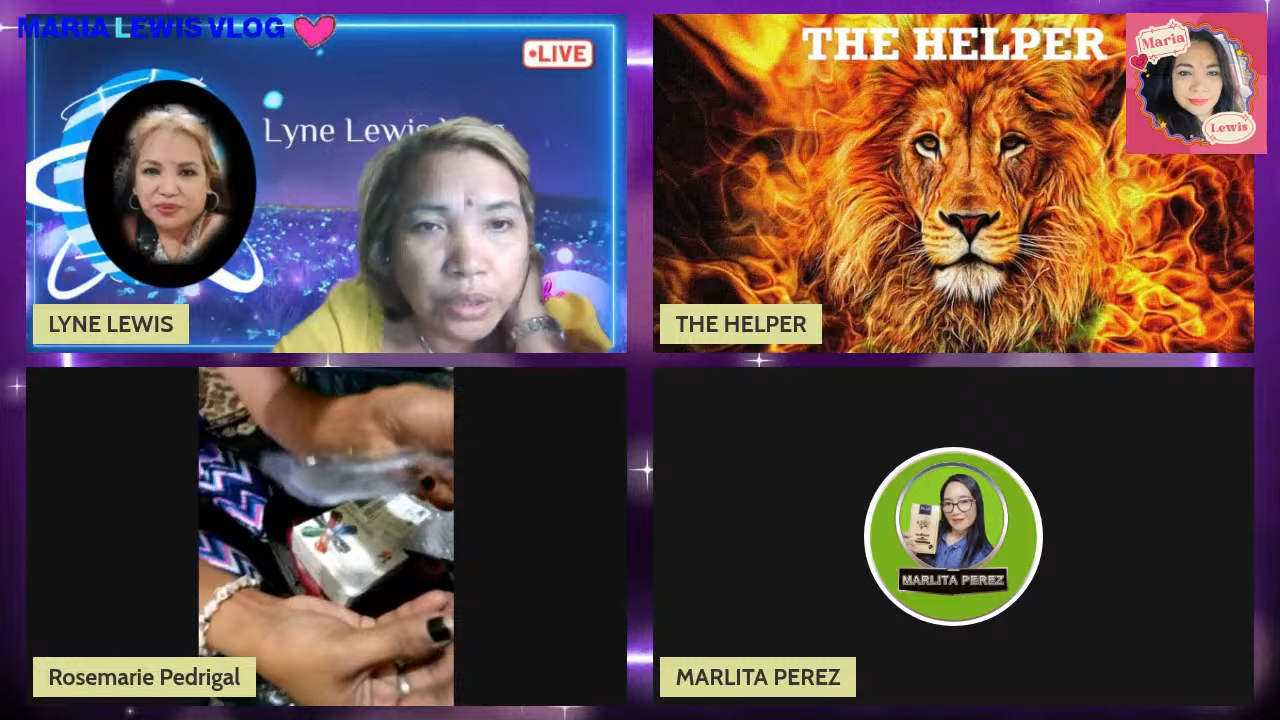 MARIA LEWIS VLOG
•LIVE
Lyne Lewis
LYNE LEWIS
THE HELPER
Maria
Lewis
THE HELPER
Rosemarie Pedrigal
MARLITA PEREZ
MARLITA PEREZ